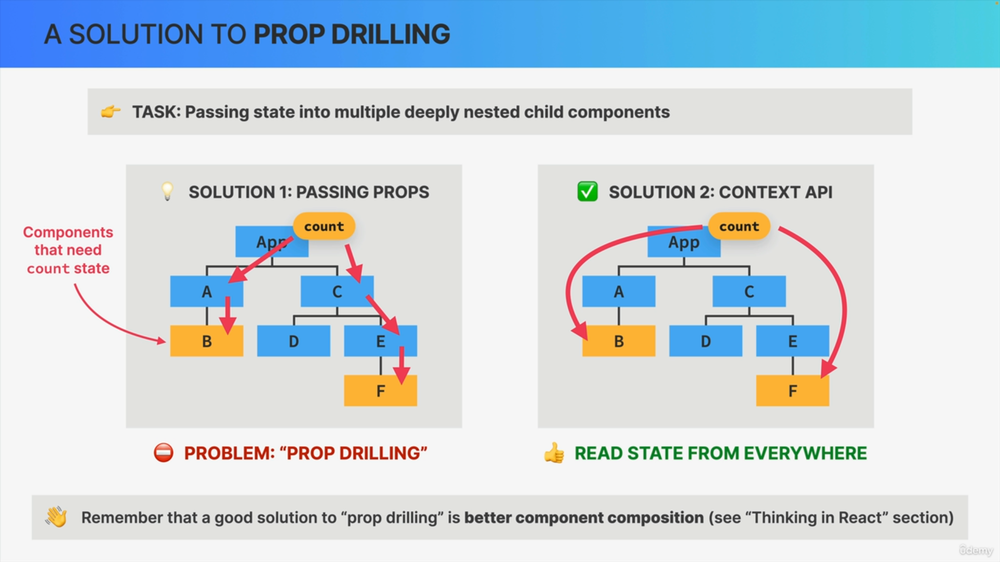 A SOLUTION TO PROP DRILLING
👉 TASK: Passing state into multiple deeply nested child components
Components
that need
count state
💡 SOLUTION 1: PASSING PROPS
count
App
A
C
B
D
E
F
⛔ PROBLEM: “PROP DRILLING”
✅ SOLUTION 2: CONTEXT API
count
App
A
C
B
D
E
F
👍 READ STATE FROM EVERYWHERE
👋 Remember that a good solution to “prop drilling” is better component composition (see “Thinking in React” section)
ûdemy